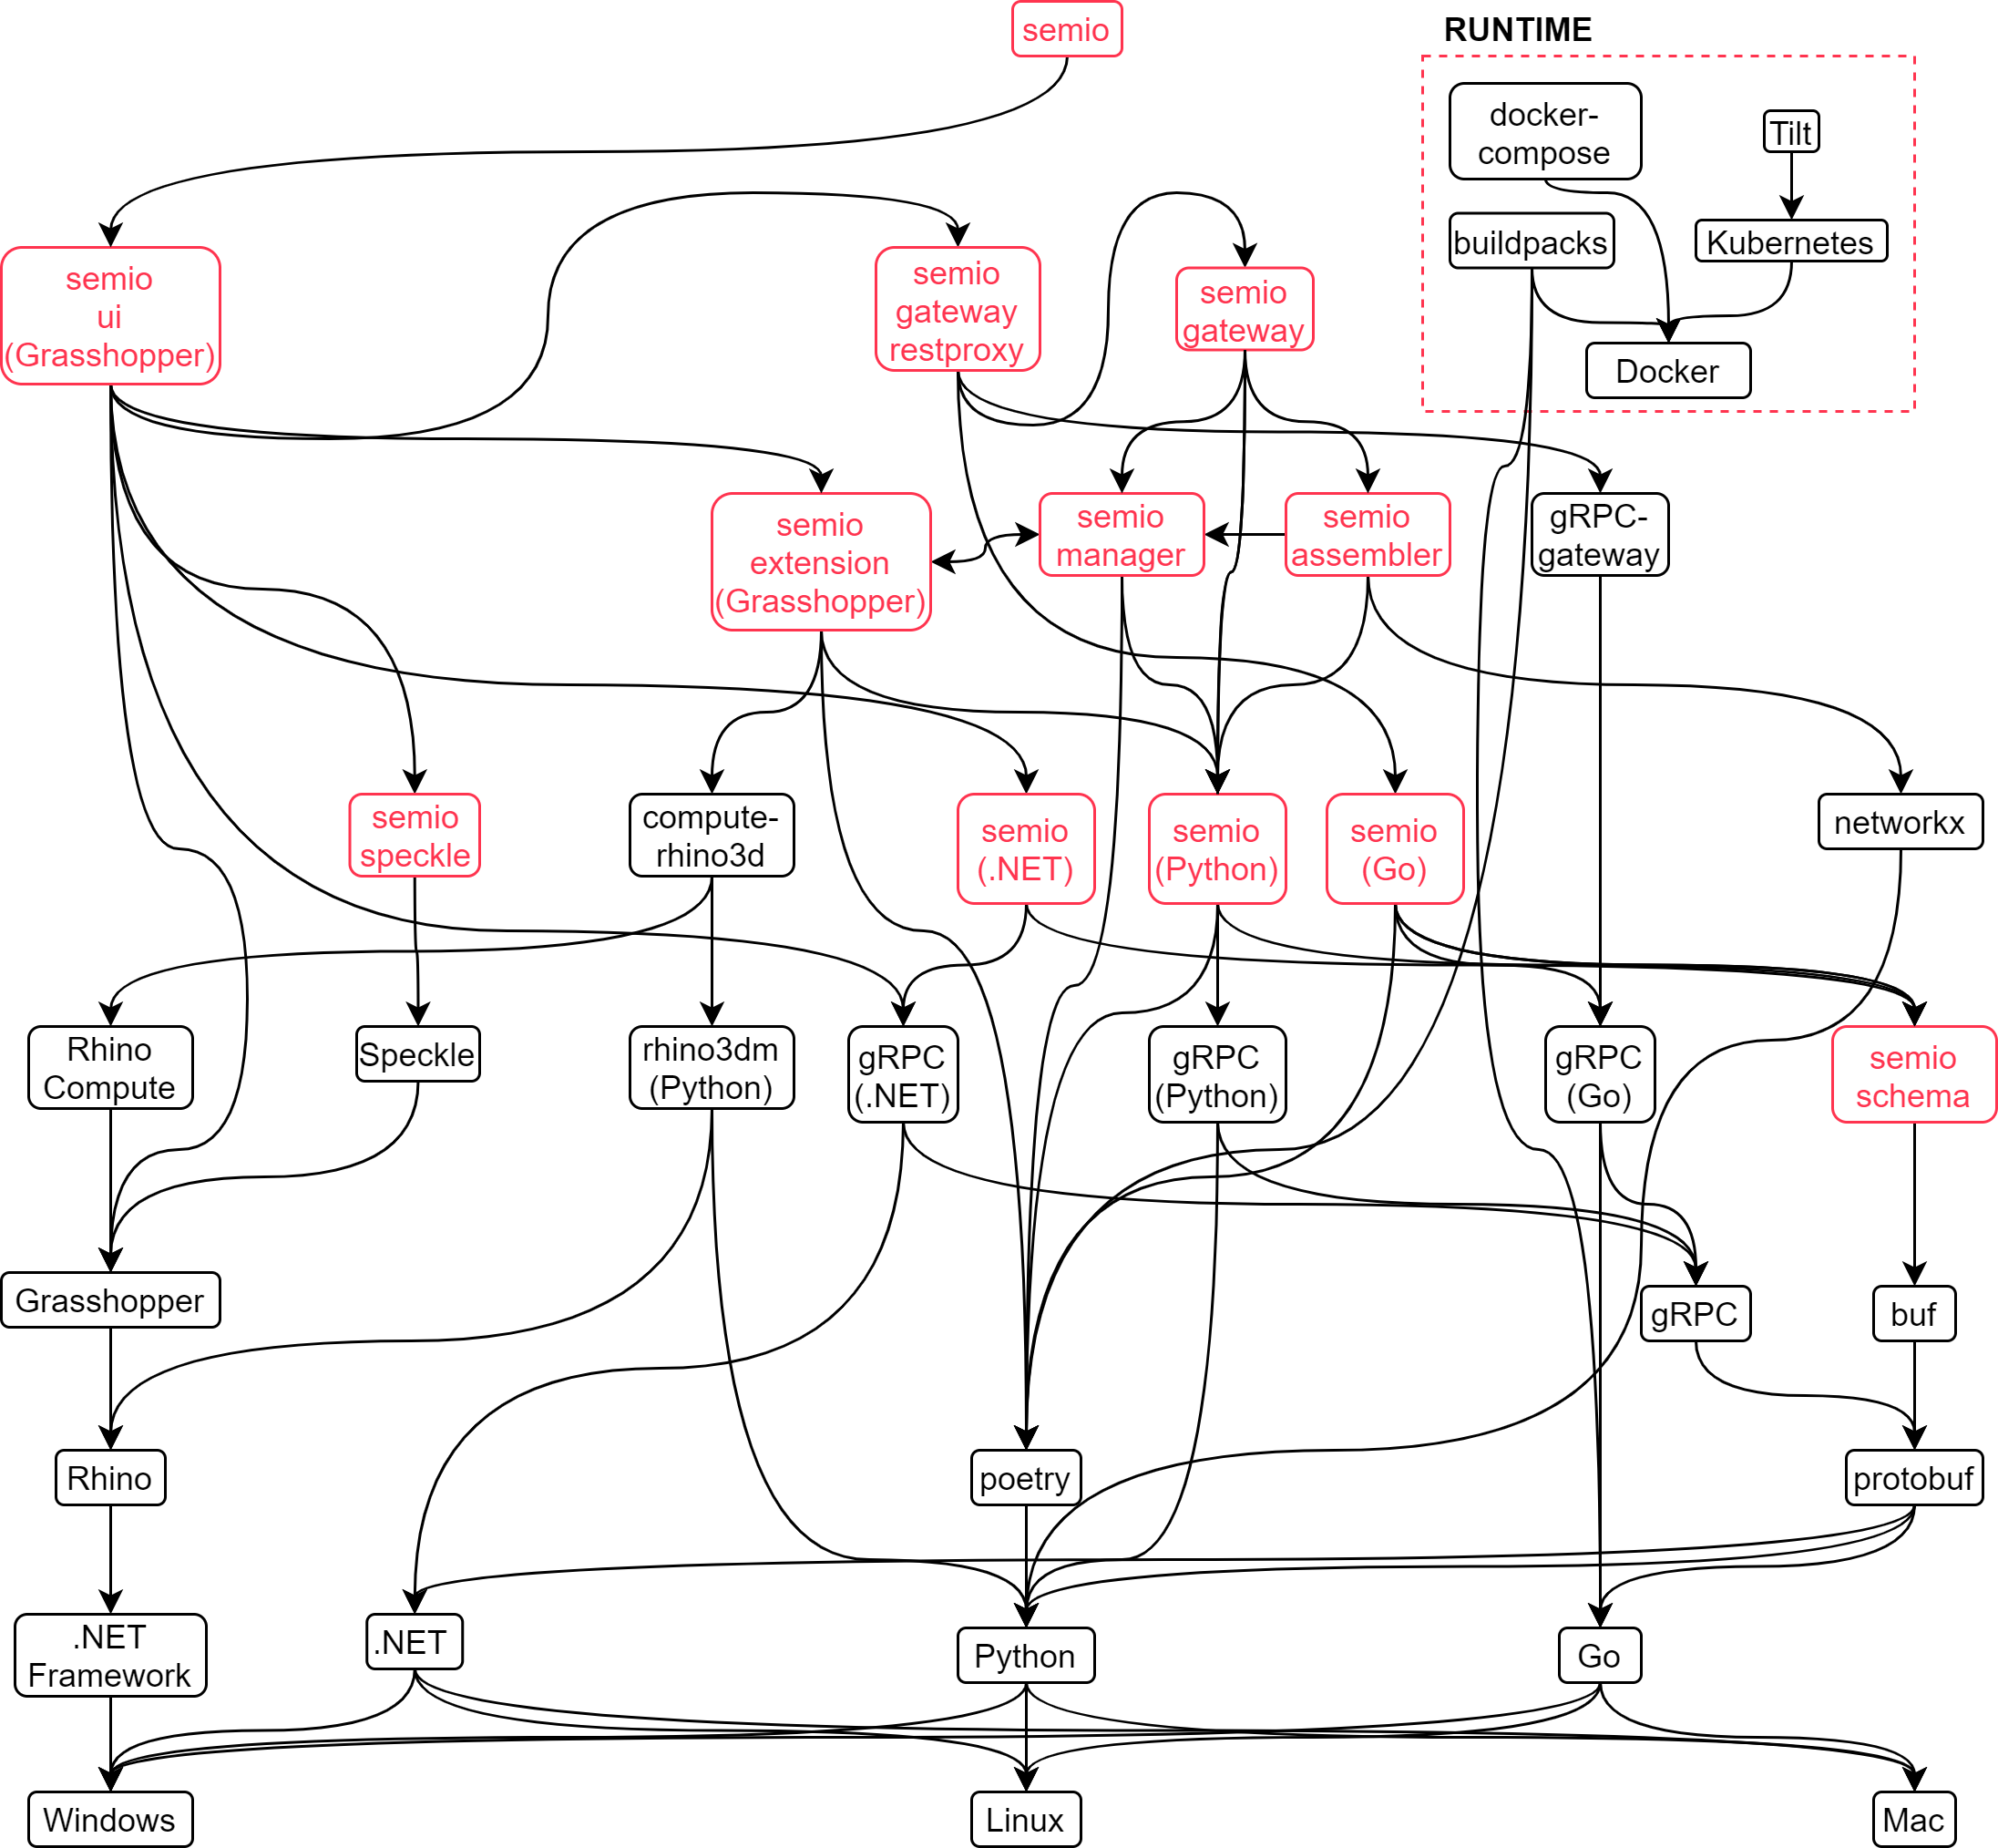 semio
RUNTIME
docker-
compose
Tilt
buildpacks
Kubernetes
Docker
semio
ui
(Grasshopper)
semio
gateway
restproxy
semio
gateway
semio
extension
(Grasshopper)
semio
manager
semio
assembler
gRPC-
gateway
semio
speckle
compute-
rhino3d
semio
(.NET)
semio
(Python)
semio
(Go)
networkx
Rhino
Compute
Speckle
rhino3dm
(Python)
gRPC
(.NET)
gRPC
(Python)
gRPC
(Go)
semio
schema
Grasshopper
gRPC
buf
Rhino
poetry
protobuf
.NET
Framework
.NET
Python
Go
Windows
Linux
Mac